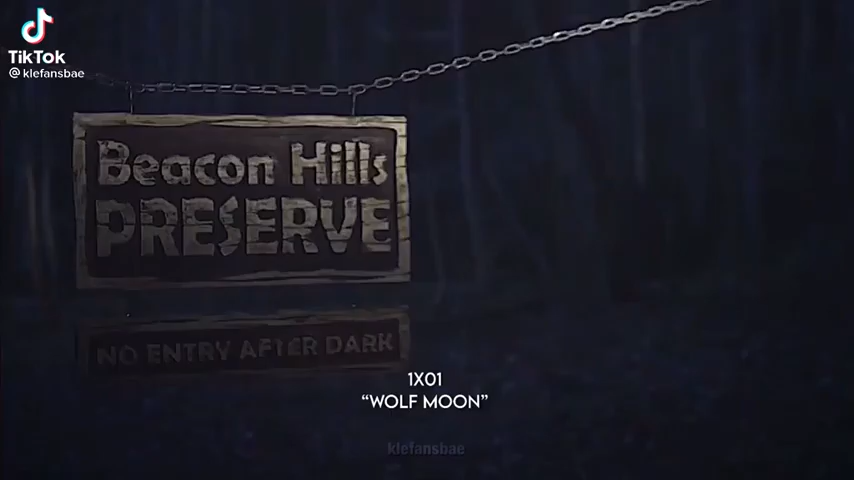 TikTok
@klefansbae
Beacon Hills
PRESERVE
NO ENTRY AFTER DARK
1X01
“WOLF MOON”
klefansbae